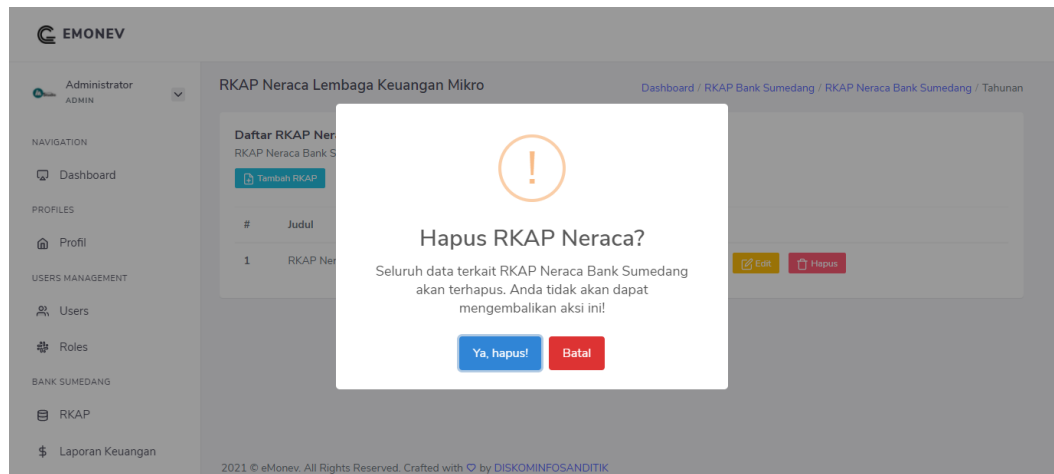 EMONEV
Administrator
ADMIN
NAVIGATION
Dashboard
PROFILES
Profil
USERS MANAGEMENT
Users
Roles
BANK SUMEDANG
RKAP
Laporan Keuangan
RKAP Neraca Lembaga Keuangan Mikro
Dashboard / RKAP Bank Sumedang / RKAP Neraca Bank Sumedang / Tahunan
Daftar RKAP Ner
RKAP Neraca Bank S
Tambah RKAP
# Judul
1 RKAP Ner
Edit Hapus
!
Hapus RKAP Neraca?
Seluruh data terkait RKAP Neraca Bank Sumedang
akan terhapus. Anda tidak akan dapat
mengembalikan aksi ini!
Ya, hapus! Batal
2021 © eMonev. All Rights Reserved. Crafted with ♡ by DISKOMINFOSANDITIK